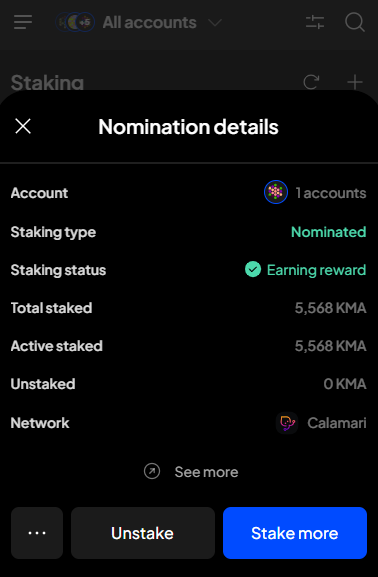 +5 All accounts
Staking
Nomination details
Account 1 accounts
Staking type Nominated
Staking status Earning reward
Total staked 5,568 KMA
Active staked 5,568 KMA
Unstaked 0 KMA
Network Calamari
See more
Unstake Stake more